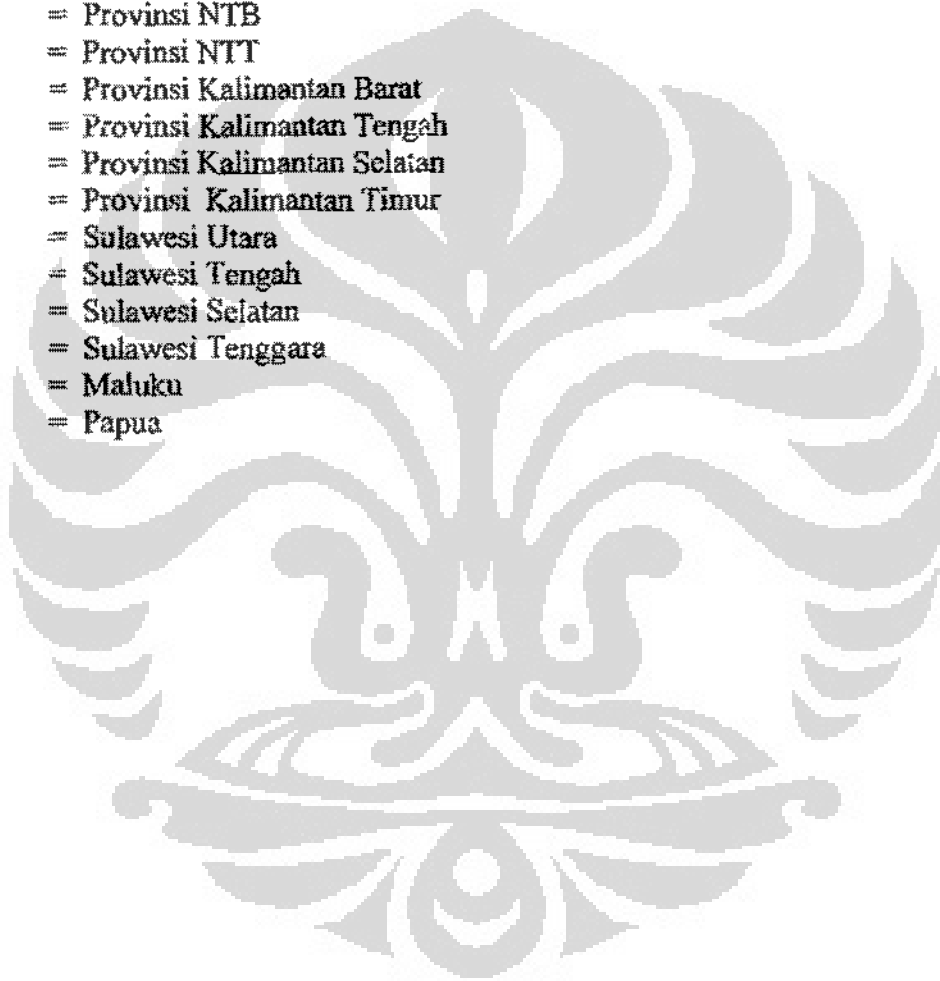 = Provinsi NTB
= Provinsi NTT
= Provinsi Kalimantan Barat
= Provinsi Kalimantan Tengah
= Provinsi Kalimantan Selatan
= Provinsi Kalimantan Timur
= Sulawesi Utara
= Sulawesi Tengah
= Sulawesi Selatan
= Sulawesi Tenggara
= Maluku
= Papua